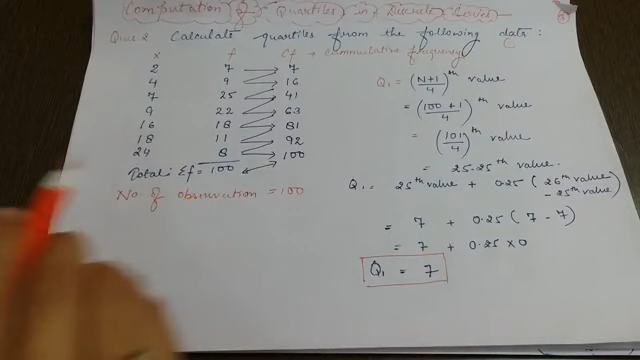 Computation of Quartiles in Discrete Series
Ques 2 Calculate quartiles from the following data:
x f Cf → commulative frequency
2 7 7
4 9 16
7 25 41
9 22 63
16 18 81
18 11 92
24 8 100
Total: Σf = 100
No. of observation = 100
Q₁ = (N+1/4)th value
= (100+1/4)th value
= (101/4)th value
= 25.25th value.
Q₁ = 25th value + 0.25 (26th value - 25th value)
= 7 + 0.25 (7 - 7)
= 7 + 0.25 × 0
Q₁ = 7